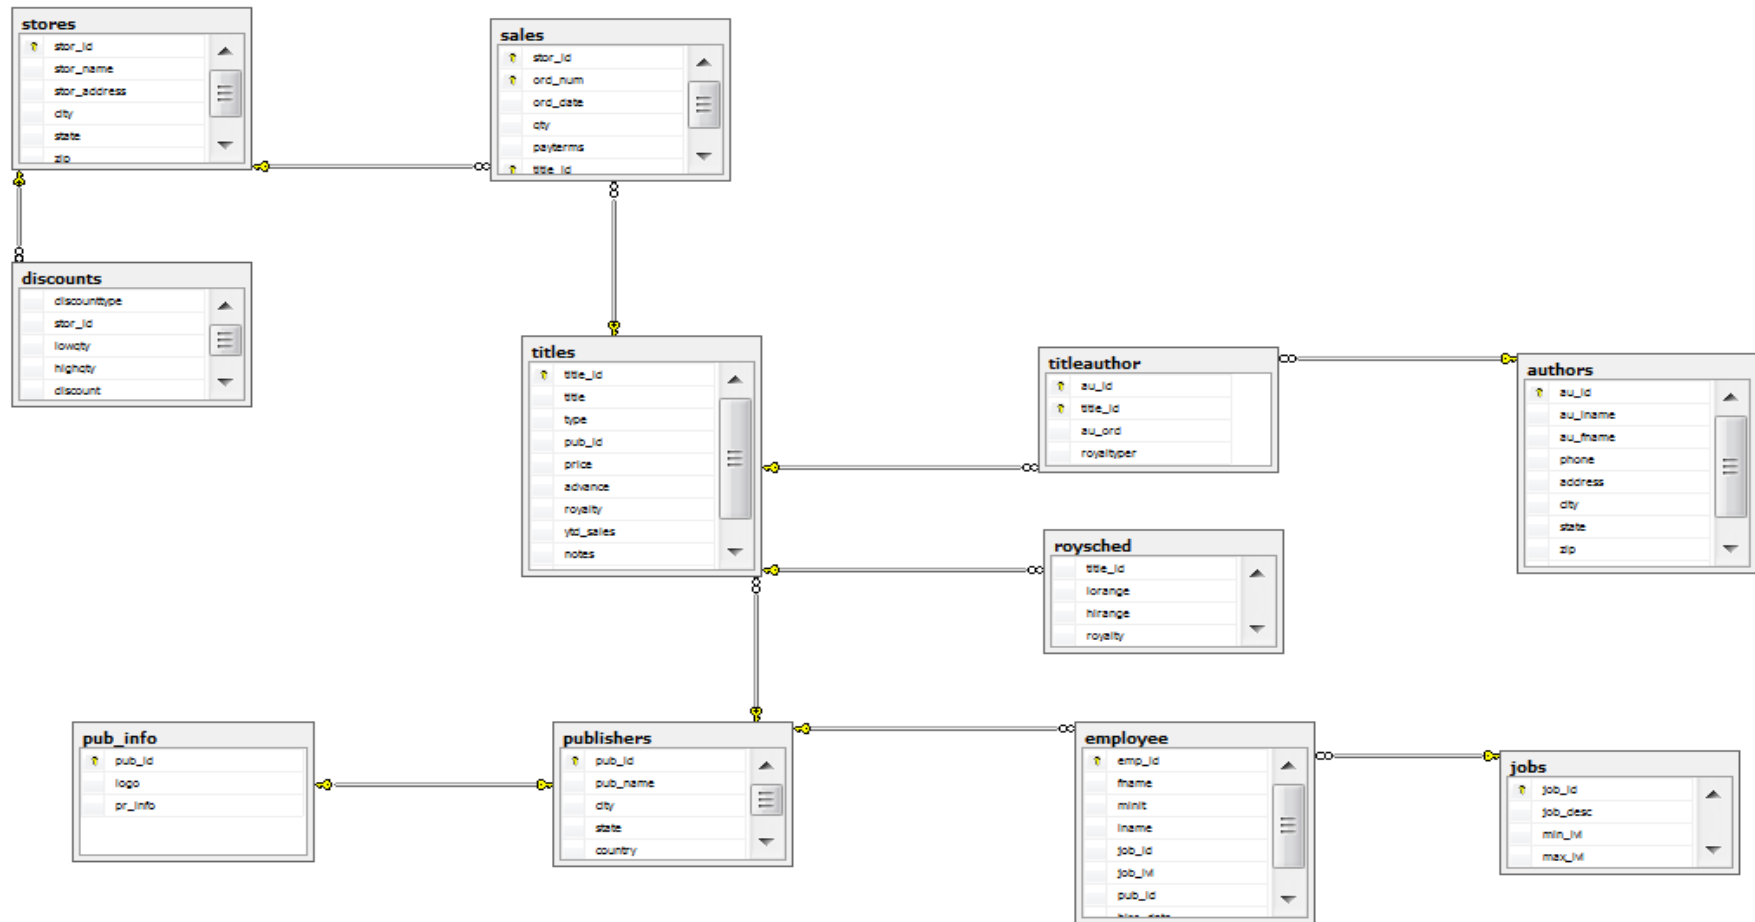 stores
stor_id
stor_name
stor_address
city
state
zip
sales
stor_id
ord_num
ord_date
qty
payterms
title_id
discounts
discounttype
stor_id
lowqty
highqty
discount
titles
title_id
title
type
pub_id
price
advance
royalty
ytd_sales
notes
titleauthor
au_id
title_id
au_ord
royaltyper
authors
au_id
au_lname
au_fname
phone
address
city
state
zip
roysched
title_id
lorange
hirange
royalty
pub_info
pub_id
logo
pr_info
publishers
pub_id
pub_name
city
state
country
employee
emp_id
fname
minit
lname
job_id
job_lvl
pub_id
hire_date
jobs
job_id
job_desc
min_lvl
max_lvl